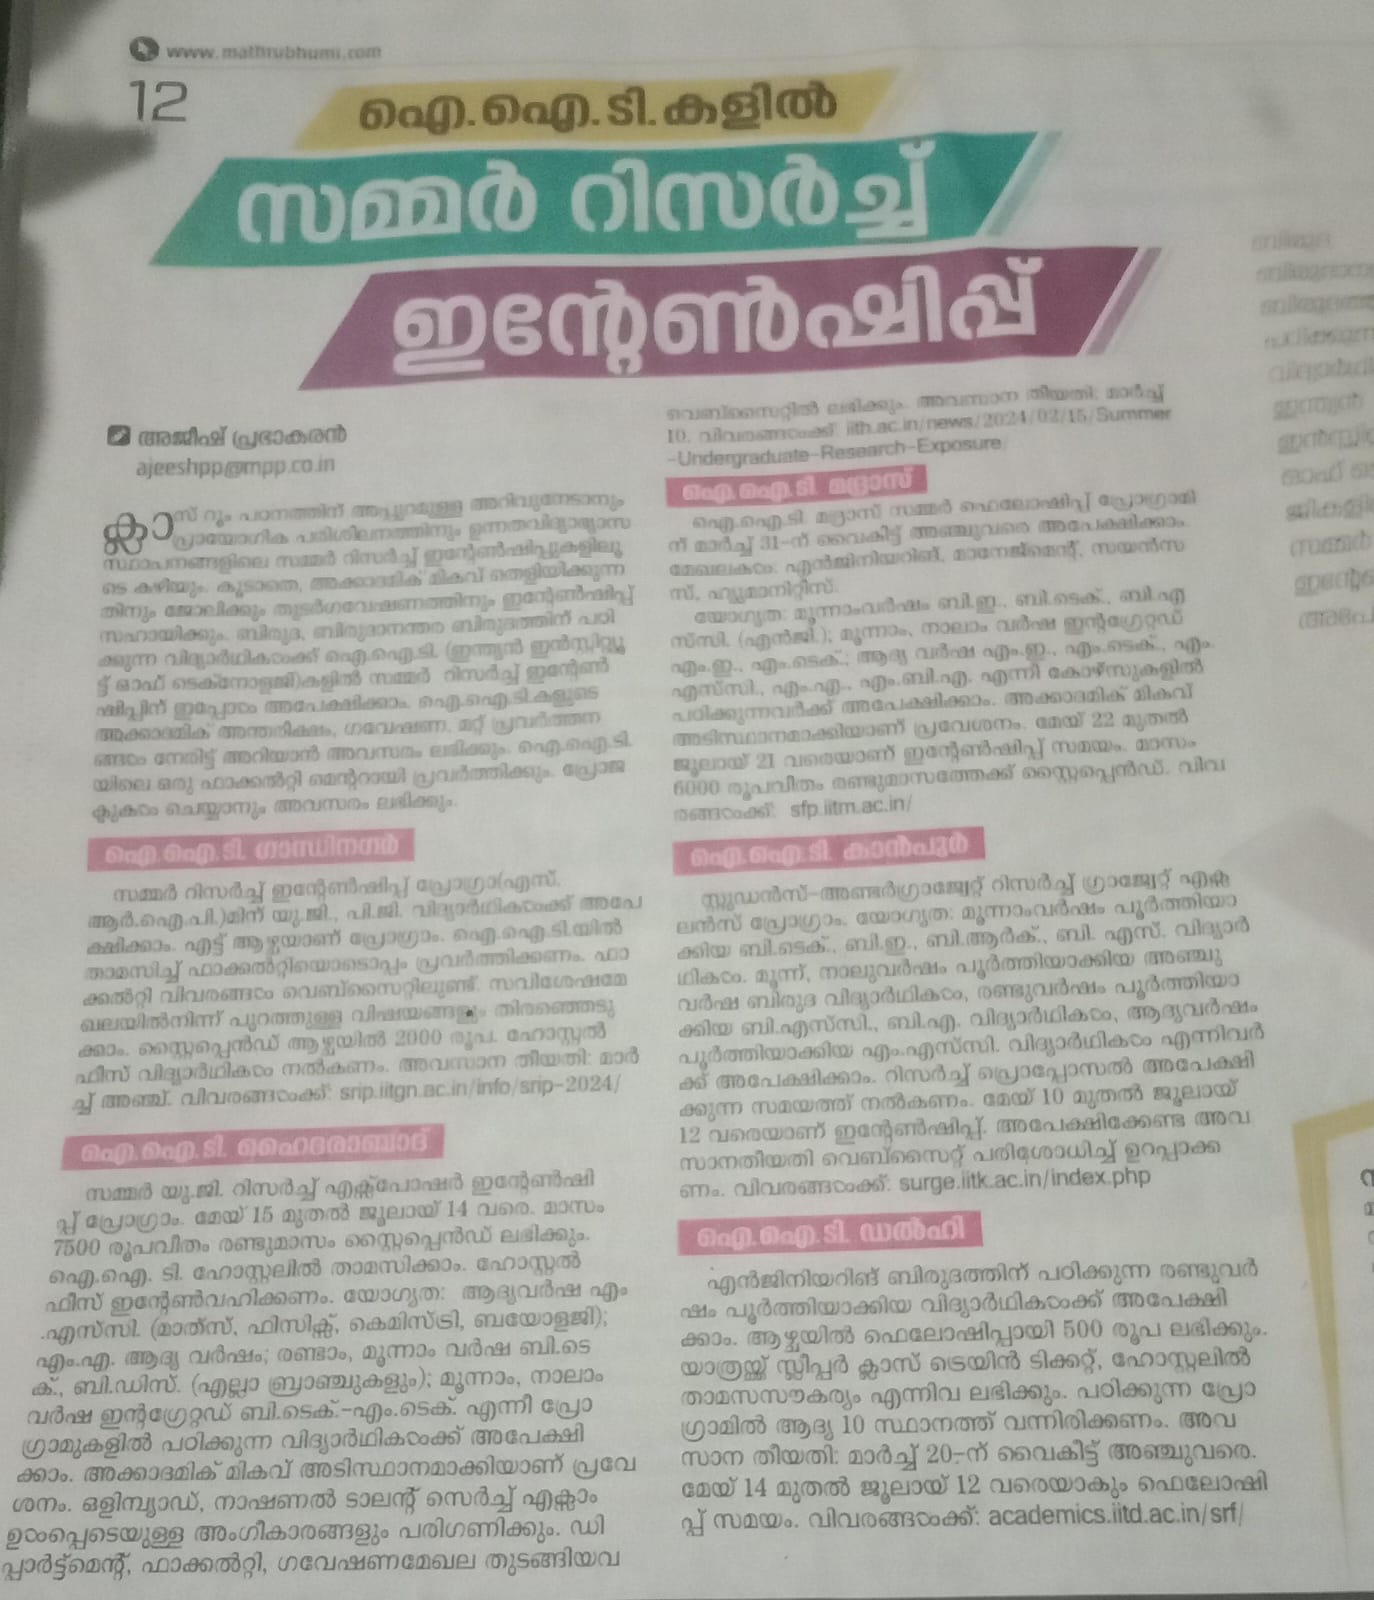 www.mathrubhumi.com
12
ഐ.ഐ.ടി.കളിൽ
സമ്മർ റിസർച്ച്
ഇന്റേൺഷിപ്പ്
അജീഷ് പ്രഭാകരൻ
ajeeshpp@mpp.co.in
ക്ലാസ് റൂം പഠനത്തിന് അപ്പുറമുള്ള അറിവുനേടാനും
പ്രായോഗിക പരിശീലനത്തിനും ഉന്നതവിദ്യാഭ്യാസ
സ്ഥാപനങ്ങളിലെ സമ്മർ റിസർച്ച് ഇന്റേൺഷിപ്പുകളിലൂ
ടെ കഴിയും. കൂടാതെ, അക്കാദമിക് മികവ് തെളിയിക്കുന്ന
തിനും ജോലിക്കും തുടർഗവേഷണത്തിനും ഇന്റേൺഷിപ്പ്
സഹായിക്കും. ബിരുദ, ബിരുദാനന്തര ബിരുദത്തിന് പഠി
ക്കുന്ന വിദ്യാർഥികൾക്ക് ഐ.ഐ.ടി. (ഇന്ത്യൻ ഇൻസ്റ്റിറ്റ്യൂ
ട്ട് ഓഫ് ടെക്നോളജി)കളിൽ സമ്മർ റിസർച്ച് ഇന്റേൺ
ഷിപ്പിന് ഇപ്പോൾ അപേക്ഷിക്കാം. ഐ.ഐ.ടി.കളുടെ
അക്കാദമിക് അന്തരീക്ഷം, ഗവേഷണ, മറ്റ് പ്രവർത്തന
ങ്ങൾ നേരിട്ട് അറിയാൻ അവസരം ലഭിക്കും. ഐ.ഐ.ടി.
യിലെ ഒരു ഫാക്കൽറ്റി മെന്ററായി പ്രവർത്തിക്കും. പ്രോജ
ക്ടുകൾ ചെയ്യാനും അവസരം ലഭിക്കും.
ഐ.ഐ.ടി. ഗാന്ധിനഗർ
സമ്മർ റിസർച്ച് ഇന്റേൺഷിപ്പ് പ്രോഗ്രാ(എസ്.
ആർ.ഐ.പി.)മിന് യു.ജി., പി.ജി. വിദ്യാർഥികൾക്ക് അപേ
ക്ഷിക്കാം. എട്ട് ആഴ്ചയാണ് പ്രോഗ്രാം. ഐ.ഐ.ടി.യിൽ
താമസിച്ച് ഫാക്കൽറ്റിയൊടൊപ്പം പ്രവർത്തിക്കണം. ഫാ
ക്കൽറ്റി വിവരങ്ങൾ വെബ്സൈറ്റിലുണ്ട്. സവിശേഷമേ
ഖലയിൽനിന്ന് പുറത്തുള്ള വിഷയങ്ങളും തിരഞ്ഞെടു
ക്കാം. സ്റ്റൈപ്പെൻഡ് ആഴ്ചയിൽ 2000 രൂപ. ഹോസ്റ്റൽ
ഫീസ് വിദ്യാർഥികൾ നൽകണം. അവസാന തീയതി: മാർ
ച്ച് അഞ്ച്. വിവരങ്ങൾക്ക്: srip.iitgn.ac.in/info/srip-2024/
ഐ.ഐ.ടി. ഹൈദരാബാദ്
സമ്മർ യു.ജി. റിസർച്ച് എക്സ്പോഷർ ഇന്റേൺഷി
പ്പ് പ്രോഗ്രാം. മേയ് 15 മുതൽ ജൂലായ് 14 വരെ. മാസം
7500 രൂപവീതം രണ്ടുമാസം സ്റ്റൈപ്പെൻഡ് ലഭിക്കും.
ഐ.ഐ. ടി. ഹോസ്റ്റലിൽ താമസിക്കാം. ഹോസ്റ്റൽ
ഫീസ് ഇന്റേൺവഹിക്കണം. യോഗ്യത: ആദ്യവർഷ എം
.എസ്‌സി. (മാത്‌സ്, ഫിസിക്സ്, കെമിസ്ട്രി, ബയോളജി);
എം.എ. ആദ്യ വർഷം; രണ്ടാം, മൂന്നാം വർഷ ബി.ടെ
ക്., ബി.ഡിസ്. (എല്ലാ ബ്രാഞ്ചുകളും); മൂന്നാം, നാലാം
വർഷ ഇന്റഗ്രേറ്റഡ് ബി.ടെക്.-എം.ടെക്. എന്നീ പ്രോ
ഗ്രാമുകളിൽ പഠിക്കുന്ന വിദ്യാർഥികൾക്ക് അപേക്ഷി
ക്കാം. അക്കാദമിക് മികവ് അടിസ്ഥാനമാക്കിയാണ് പ്രവേ
ശനം. ഒളിമ്പ്യാഡ്, നാഷണൽ ടാലന്റ് സെർച്ച് എക്സാം
ഉൾപ്പെടെയുള്ള അംഗീകാരങ്ങളും പരിഗണിക്കും. ഡി
പ്പാർട്ട്മെന്റ്, ഫാക്കൽറ്റി, ഗവേഷണമേഖല തുടങ്ങിയവ
വെബ്സൈറ്റിൽ ലഭിക്കും. അവസാന തീയതി: മാർച്ച്
10. വിവരങ്ങൾക്ക്: iith.ac.in/news/2024/02/15/Summer
-Undergraduate-Research-Exposure/
ഐ.ഐ.ടി. മദ്രാസ്
ഐ.ഐ.ടി. മദ്രാസ് സമ്മർ ഫെലോഷിപ്പ് പ്രോഗ്രാമി
ന് മാർച്ച് 31-ന് വൈകീട്ട് അഞ്ചുവരെ അപേക്ഷിക്കാം.
മേഖലകൾ: എൻജിനിയറിങ്, മാനേജ്മെന്റ്, സയൻസ
സ്, ഹ്യുമാനിറ്റീസ്.
യോഗ്യത: മൂന്നാംവർഷം ബി.ഇ., ബി.ടെക്., ബി.എ
സ്‌സി. (എൻജി.); മൂന്നാം, നാലാം വർഷ ഇന്റഗ്രേറ്റഡ്
എം.ഇ., എം.ടെക്.; ആദ്യ വർഷ എം.ഇ., എം.ടെക്., എം.
എസ്‌സി., എം.എ., എം.ബി.എ. എന്നീ കോഴ്സുകളിൽ
പഠിക്കുന്നവർക്ക് അപേക്ഷിക്കാം. അക്കാദമിക് മികവ്
അടിസ്ഥാനമാക്കിയാണ് പ്രവേശനം. മേയ് 22 മുതൽ
ജൂലായ് 21 വരെയാണ് ഇന്റേൺഷിപ്പ് സമയം. മാസം
6000 രൂപവീതം രണ്ടുമാസത്തേക്ക് സ്റ്റൈപ്പെൻഡ്. വിവ
രങ്ങൾക്ക്: sfp.iitm.ac.in/
ഐ.ഐ.ടി. കാൻപുർ
സ്റ്റുഡൻസ്-അണ്ടർഗ്രാജ്വേറ്റ് റിസർച്ച് ഗ്രാജ്വേറ്റ് എക്സ
ലൻസ് പ്രോഗ്രാം. യോഗ്യത: മൂന്നാംവർഷം പൂർത്തിയാ
ക്കിയ ബി.ടെക്., ബി.ഇ., ബി.ആർക്., ബി. എസ്. വിദ്യാർ
ഥികൾ. മൂന്ന്, നാലുവർഷം പൂർത്തിയാക്കിയ അഞ്ചു
വർഷ ബിരുദ വിദ്യാർഥികൾ, രണ്ടുവർഷം പൂർത്തിയാ
ക്കിയ ബി.എസ്‌സി., ബി.എ. വിദ്യാർഥികൾ, ആദ്യവർഷം
പൂർത്തിയാക്കിയ എം.എസ്‌സി. വിദ്യാർഥികൾ എന്നിവർ
ക്ക് അപേക്ഷിക്കാം. റിസർച്ച് പ്രൊപ്പോസൽ അപേക്ഷി
ക്കുന്ന സമയത്ത് നൽകണം. മേയ് 10 മുതൽ ജൂലായ്
12 വരെയാണ് ഇന്റേൺഷിപ്പ്. അപേക്ഷിക്കേണ്ട അവ
സാനതീയതി വെബ്സൈറ്റ് പരിശോധിച്ച് ഉറപ്പാക്ക
ണം. വിവരങ്ങൾക്ക്: surge.iitk.ac.in/index.php
ഐ.ഐ.ടി. ഡൽഹി
എൻജിനിയറിങ് ബിരുദത്തിന് പഠിക്കുന്ന രണ്ടുവർ
ഷം പൂർത്തിയാക്കിയ വിദ്യാർഥികൾക്ക് അപേക്ഷി
ക്കാം. ആഴ്ചയിൽ ഫെലോഷിപ്പായി 500 രൂപ ലഭിക്കും.
യാത്രയ്ക്ക് സ്ലീപ്പർ ക്ലാസ് ട്രെയിൻ ടിക്കറ്റ്, ഹോസ്റ്റലിൽ
താമസസൗകര്യം എന്നിവ ലഭിക്കും. പഠിക്കുന്ന പ്രോ
ഗ്രാമിൽ ആദ്യ 10 സ്ഥാനത്ത് വന്നിരിക്കണം. അവ
സാന തീയതി: മാർച്ച് 20-ന് വൈകീട്ട് അഞ്ചുവരെ.
മേയ് 14 മുതൽ ജൂലായ് 12 വരെയാകും ഫെലോഷി
പ്പ് സമയം. വിവരങ്ങൾക്ക്: academics.iitd.ac.in/srf/